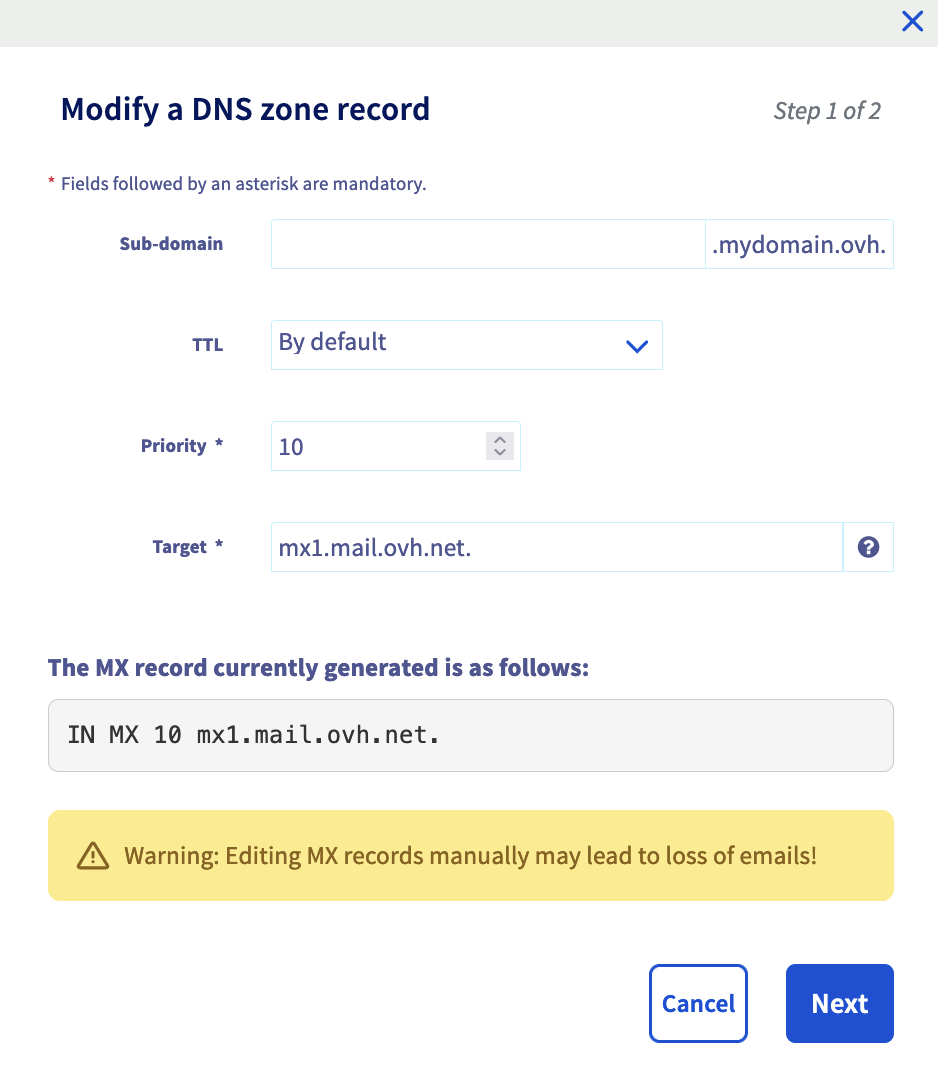 Modify a DNS zone record
Step 1 of 2
* Fields followed by an asterisk are mandatory.
Sub-domain
.mydomain.ovh.
TTL
By default
Priority *
10
Target *
mx1.mail.ovh.net.
?
The MX record currently generated is as follows:
IN MX 10 mx1.mail.ovh.net.
Warning: Editing MX records manually may lead to loss of emails!
Cancel
Next